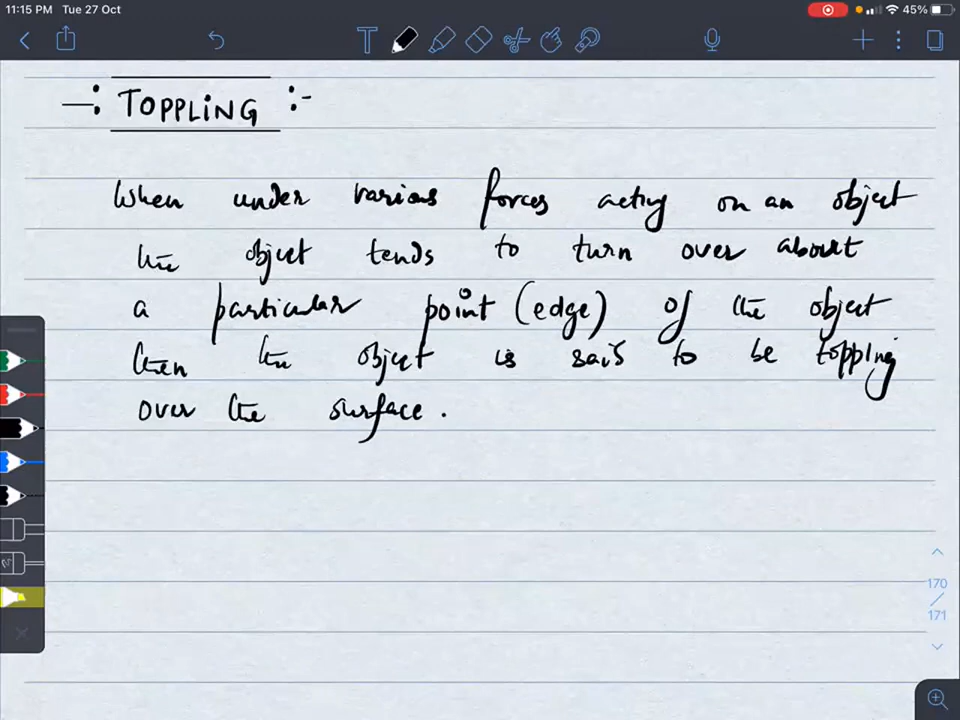 11:15 PM Tue 27 Oct 45%
T
—: TOPPLING :-
When under various forces acting on an object
the object tends to turn over about
a particular point (edge) of the object
then the object is said to be toppling
over the surface.
170
/
171